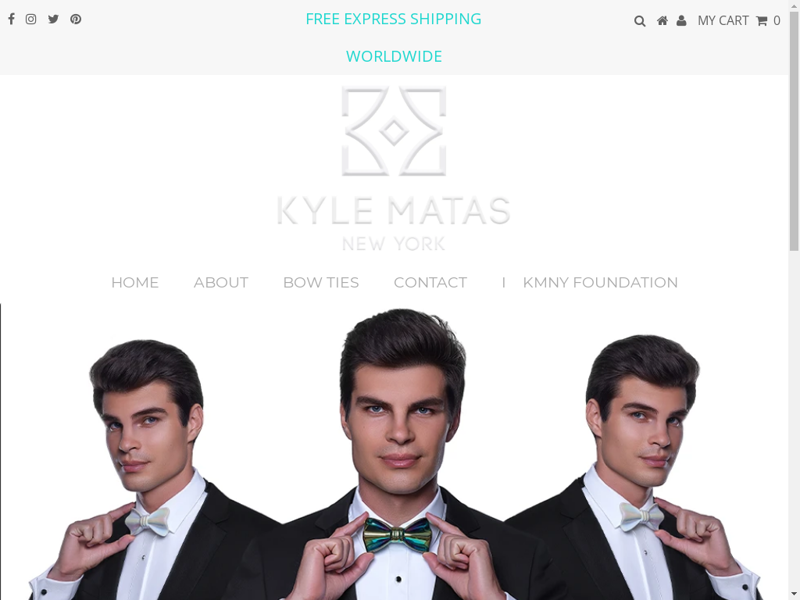 FREE EXPRESS SHIPPING
WORLDWIDE
MY CART 0
KYLE MATAS
NEW YORK
HOME ABOUT BOW TIES CONTACT | KMNY FOUNDATION